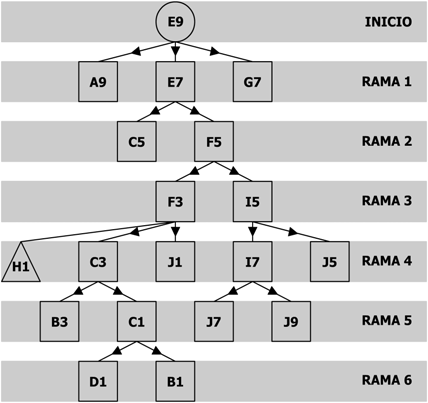 E9 INICIO
A9 E7 G7 RAMA 1
C5 F5 RAMA 2
F3 I5 RAMA 3
H1 C3 J1 I7 J5 RAMA 4
B3 C1 J7 J9 RAMA 5
D1 B1 RAMA 6